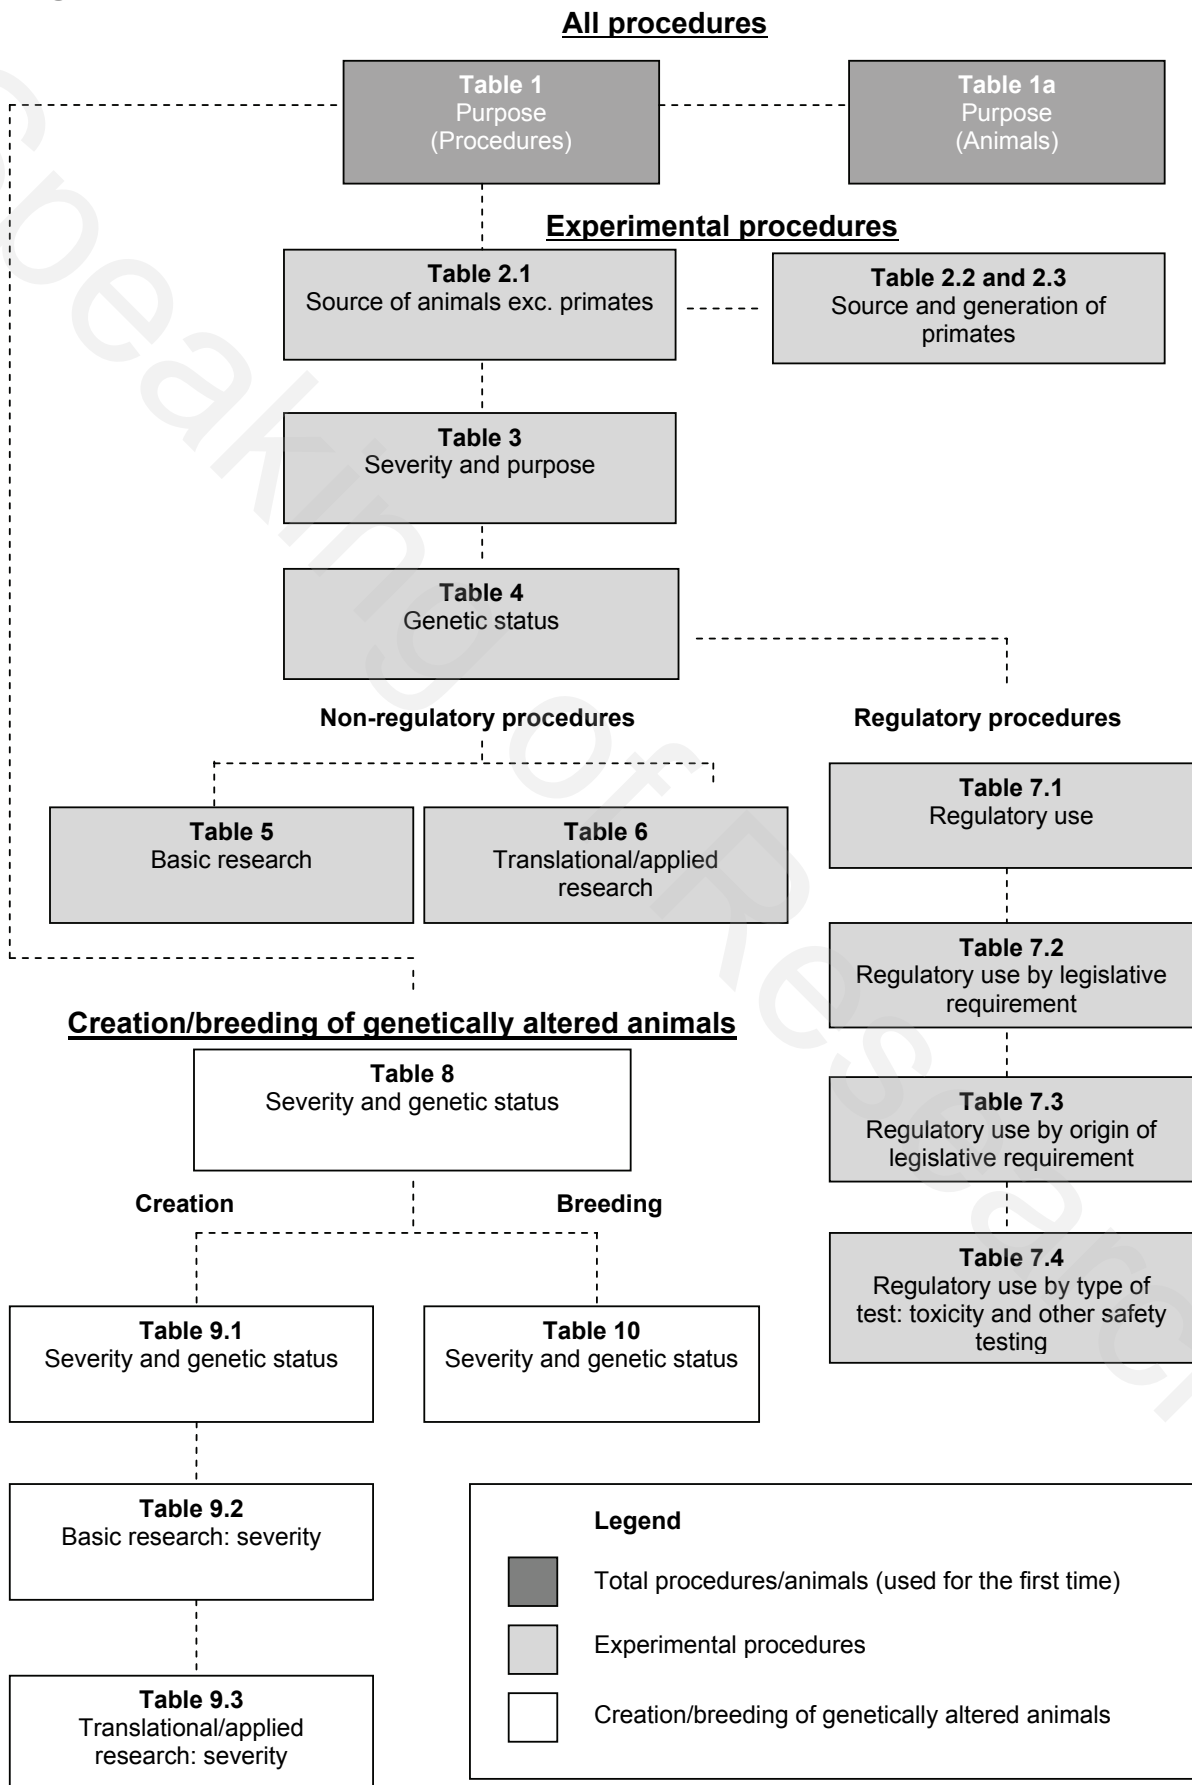 All procedures
Table 1
Purpose
(Procedures)
Table 1a
Purpose
(Animals)
Experimental procedures
Table 2.1
Source of animals exc. primates
Table 2.2 and 2.3
Source and generation of
primates
Table 3
Severity and purpose
Table 4
Genetic status
Non-regulatory procedures
Regulatory procedures
Table 5
Basic research
Table 6
Translational/applied
research
Table 7.1
Regulatory use
Table 7.2
Regulatory use by legislative
requirement
Table 7.3
Regulatory use by origin of
legislative requirement
Table 7.4
Regulatory use by type of
test: toxicity and other safety
testing
Creation/breeding of genetically altered animals
Table 8
Severity and genetic status
Creation
Breeding
Table 9.1
Severity and genetic status
Table 10
Severity and genetic status
Table 9.2
Basic research: severity
Table 9.3
Translational/applied
research: severity
Legend
Total procedures/animals (used for the first time)
Experimental procedures
Creation/breeding of genetically altered animals
Speaking of Research